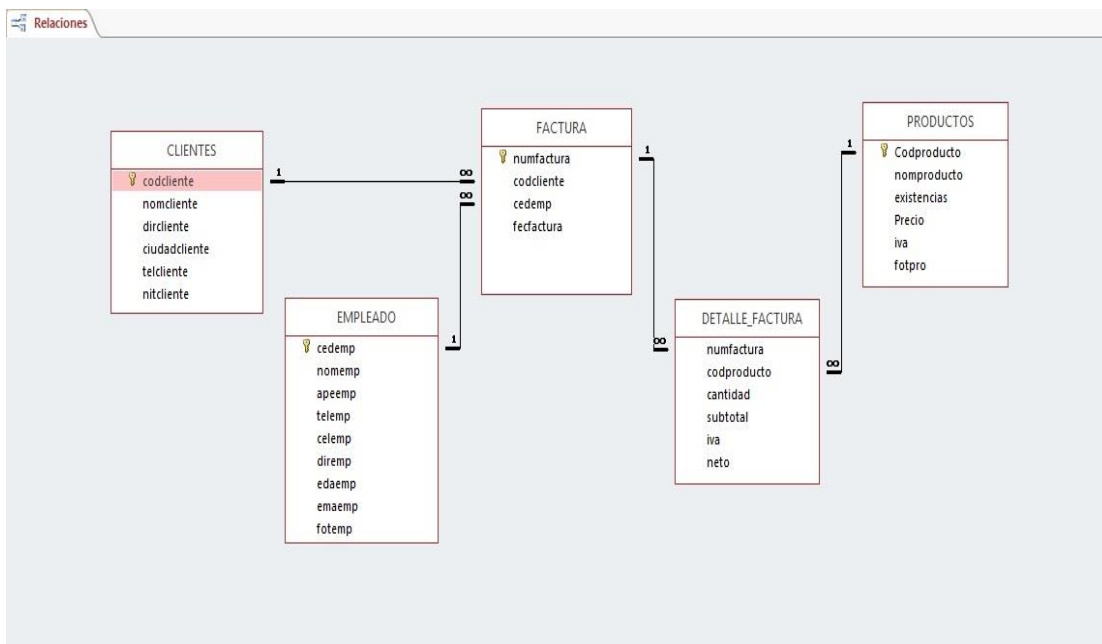 Relaciones
CLIENTES
codcliente
nomcliente
dircliente
ciudadcliente
telcliente
nitcliente
1
∞
∞
FACTURA
numfactura
codcliente
cedemp
fecfactura
1
EMPLEADO
cedemp
nomemp
apeemp
telemp
celemp
diremp
edaemp
emaemp
fotemp
1
∞
DETALLE_FACTURA
numfactura
codproducto
cantidad
subtotal
iva
neto
∞
1
PRODUCTOS
Codproducto
nomproducto
existencias
Precio
iva
fotpro